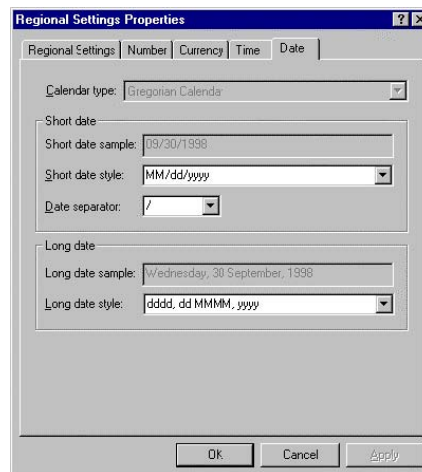 Regional Settings Properties
Regional Settings Number Currency Time Date
Calendar type: Gregorian Calendar
Short date
Short date sample: 09/30/1998
Short date style: MM/dd/yyyy
Date separator: /
Long date
Long date sample: Wednesday, 30 September, 1998
Long date style: dddd, dd MMMM, yyyy
OK Cancel Apply